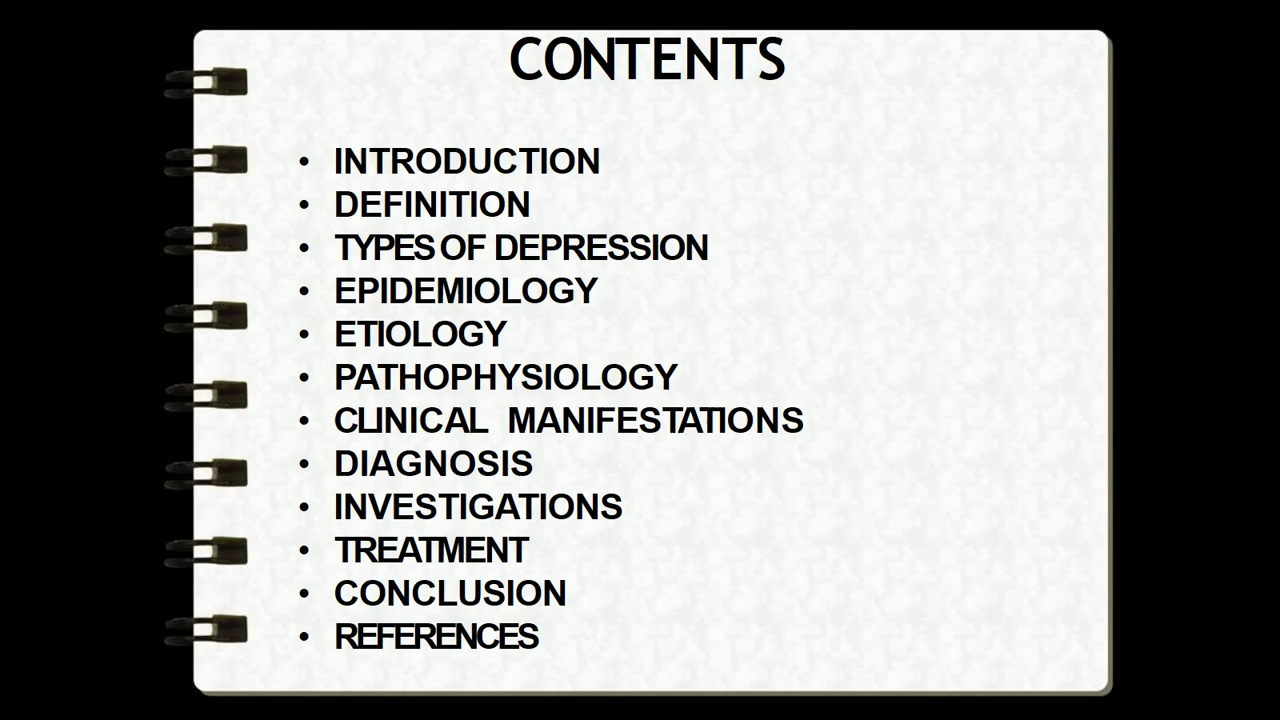 CONTENTS
• INTRODUCTION
• DEFINITION
• TYPES OF DEPRESSION
• EPIDEMIOLOGY
• ETIOLOGY
• PATHOPHYSIOLOGY
• CLINICAL MANIFESTATIONS
• DIAGNOSIS
• INVESTIGATIONS
• TREATMENT
• CONCLUSION
• REFERENCES